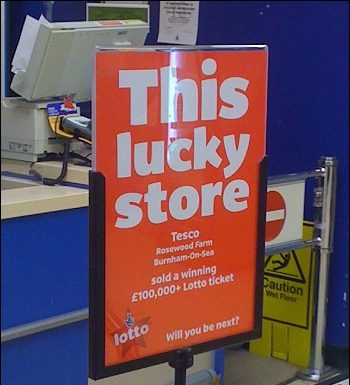 This
lucky
store
Tesco
Rosewood Farm
Burnham-On-Sea
sold a winning
£100,000+ Lotto ticket
lotto
Will you be next?
Caution
Wet Floor